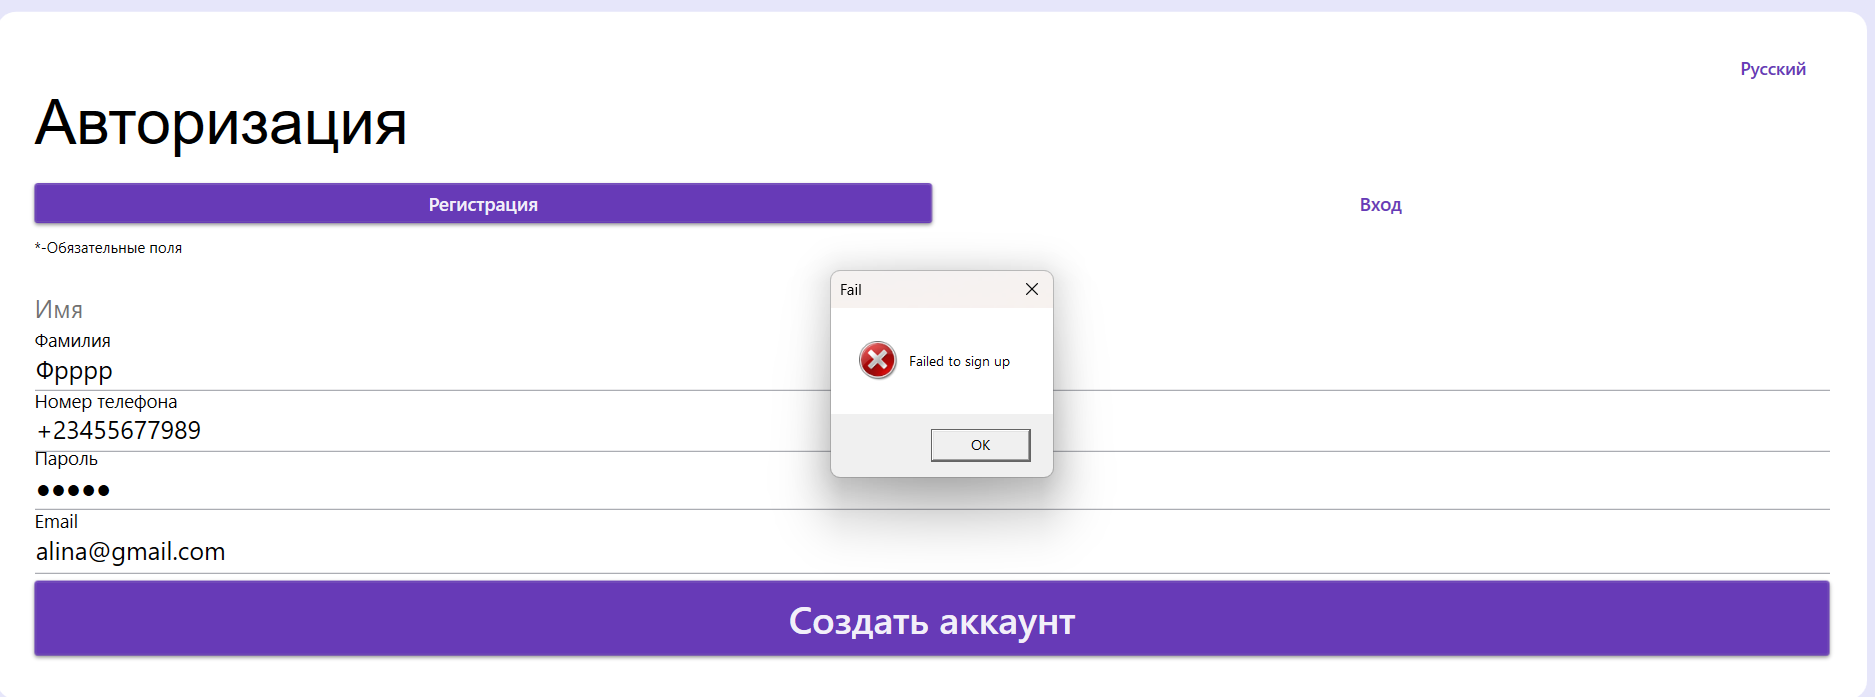 Русский
Авторизация
Регистрация
Вход
*-Обязательные поля
Имя
Фамилия
Фрррр
Номер телефона
+23455677989
Пароль
●●●●●
Email
alina@gmail.com
Создать аккаунт
Fail
Failed to sign up
OK